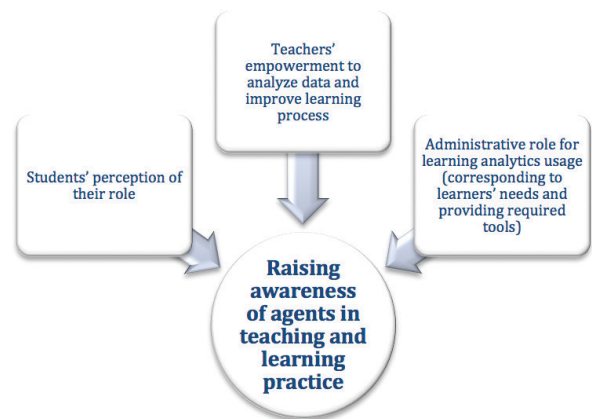 Teachers'
empowerment to
analyze data and
improve learning
process
Students' perception of
their role
Administrative role for
learning analytics usage
(corresponding to
learners' needs and
providing required
tools)
Raising
awareness
of agents in
teaching and
learning
practice